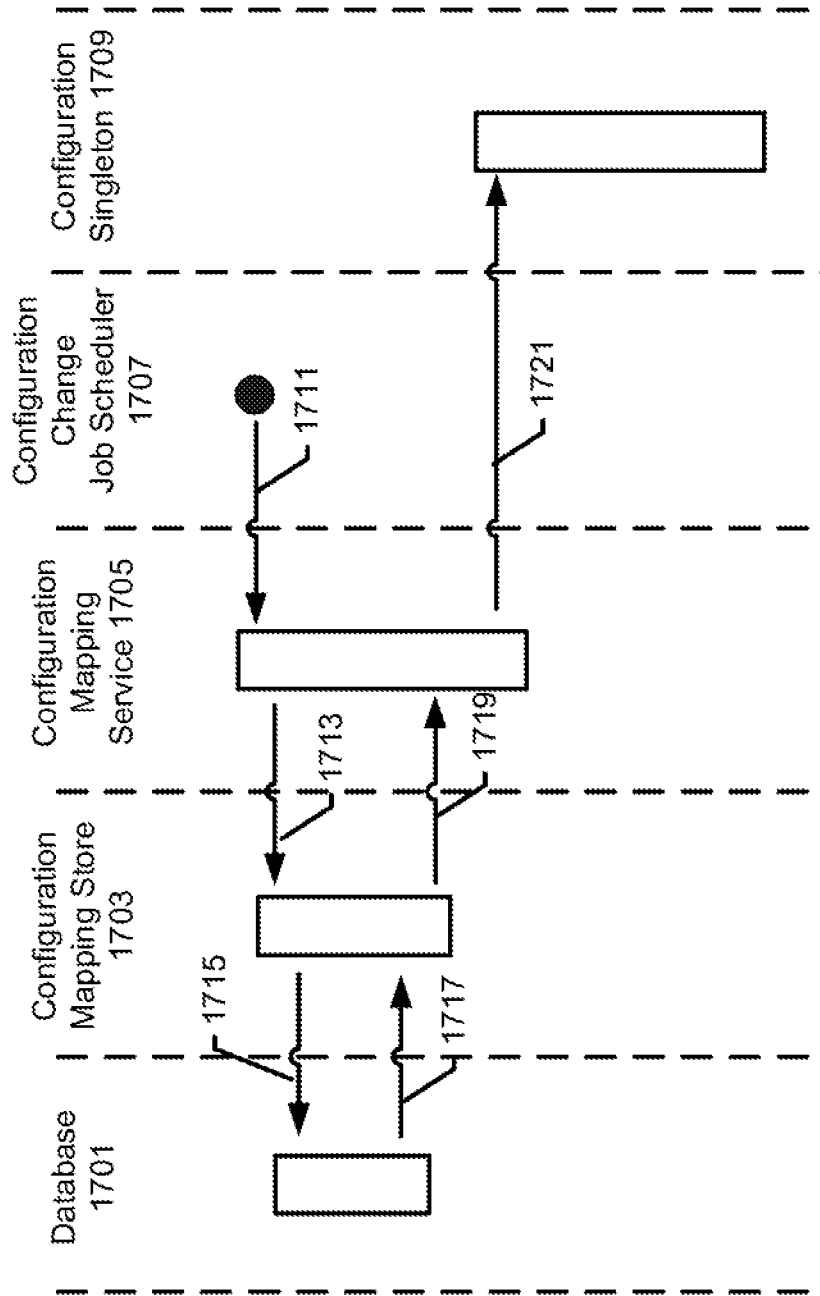 Database
1701
Configuration
Mapping Store
1703
Configuration
Mapping
Service 1705
Configuration
Change
Job Scheduler
1707
Configuration
Singleton 1709
1711
1713
1715
1717
1719
1721